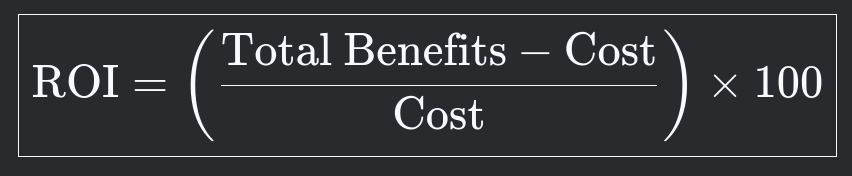 ROI = ( Total Benefits − Cost / Cost ) × 100